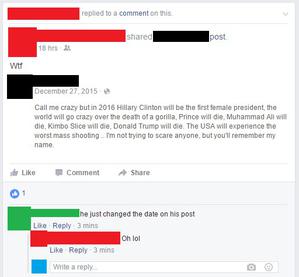 replied to a comment on this.
shared post.
18 hrs ·
Wtf
December 27, 2015 ·
Call me crazy but in 2016 Hillary Clinton will be the first female president, the
world will go crazy over the death of a gorilla, Prince will die, Muhammad Ali will
die, Kimbo Slice will die, Donald Trump will die. The USA will experience the
worst mass shooting .. I'm not trying to scare anyone, but you'll remember my
name.
Like Comment Share
1
he just changed the date on his post
Like · Reply · 3 mins
Oh lol
Like · Reply · 3 mins
Write a reply...